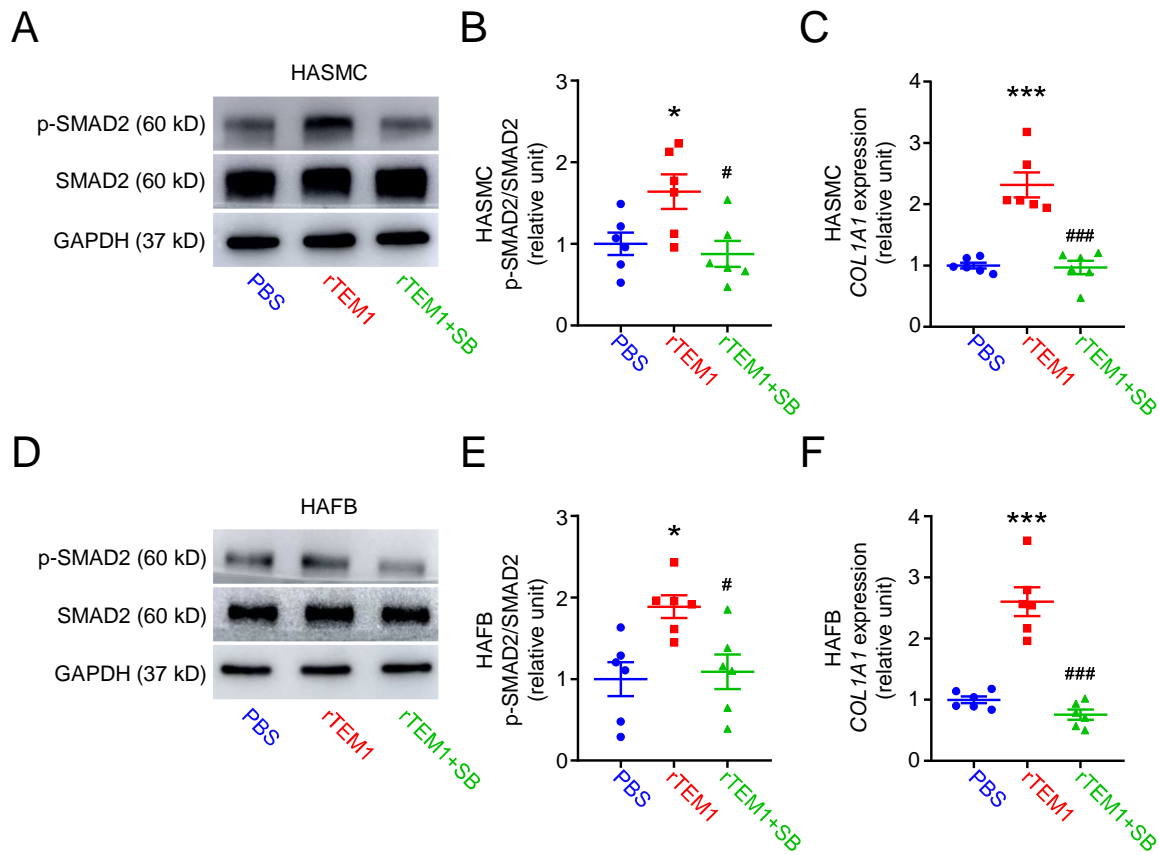 A
HASMC
p-SMAD2 (60 kD)
SMAD2 (60 kD)
GAPDH (37 kD)
PBS
rTEM1
rTEM1+SB
B
HASMC
p-SMAD2/SMAD2
(relative unit)
3
2
1
0
*
#
PBS
rTEM1
rTEM1+SB
C
HASMC
COL1A1 expression
(relative unit)
4
3
2
1
0
***
###
PBS
rTEM1
rTEM1+SB
D
HAFB
p-SMAD2 (60 kD)
SMAD2 (60 kD)
GAPDH (37 kD)
PBS
rTEM1
rTEM1+SB
E
HAFB
p-SMAD2/SMAD2
(relative unit)
3
2
1
0
*
#
PBS
rTEM1
rTEM1+SB
F
HAFB
COL1A1 expression
(relative unit)
4
3
2
1
0
***
###
PBS
rTEM1
rTEM1+SB